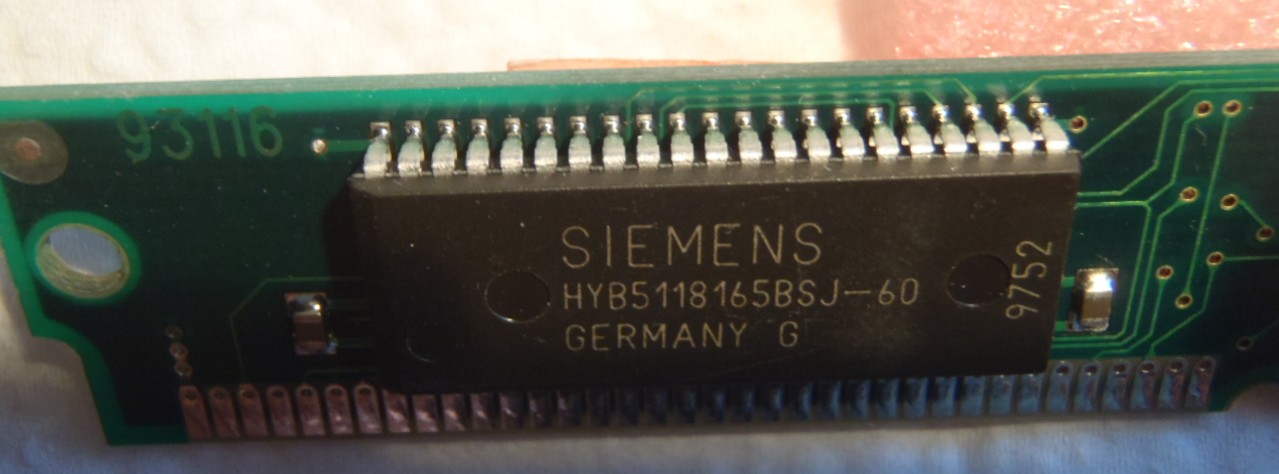 93116
SIEMENS
HYB5118165BSJ-60
GERMANY G
9752